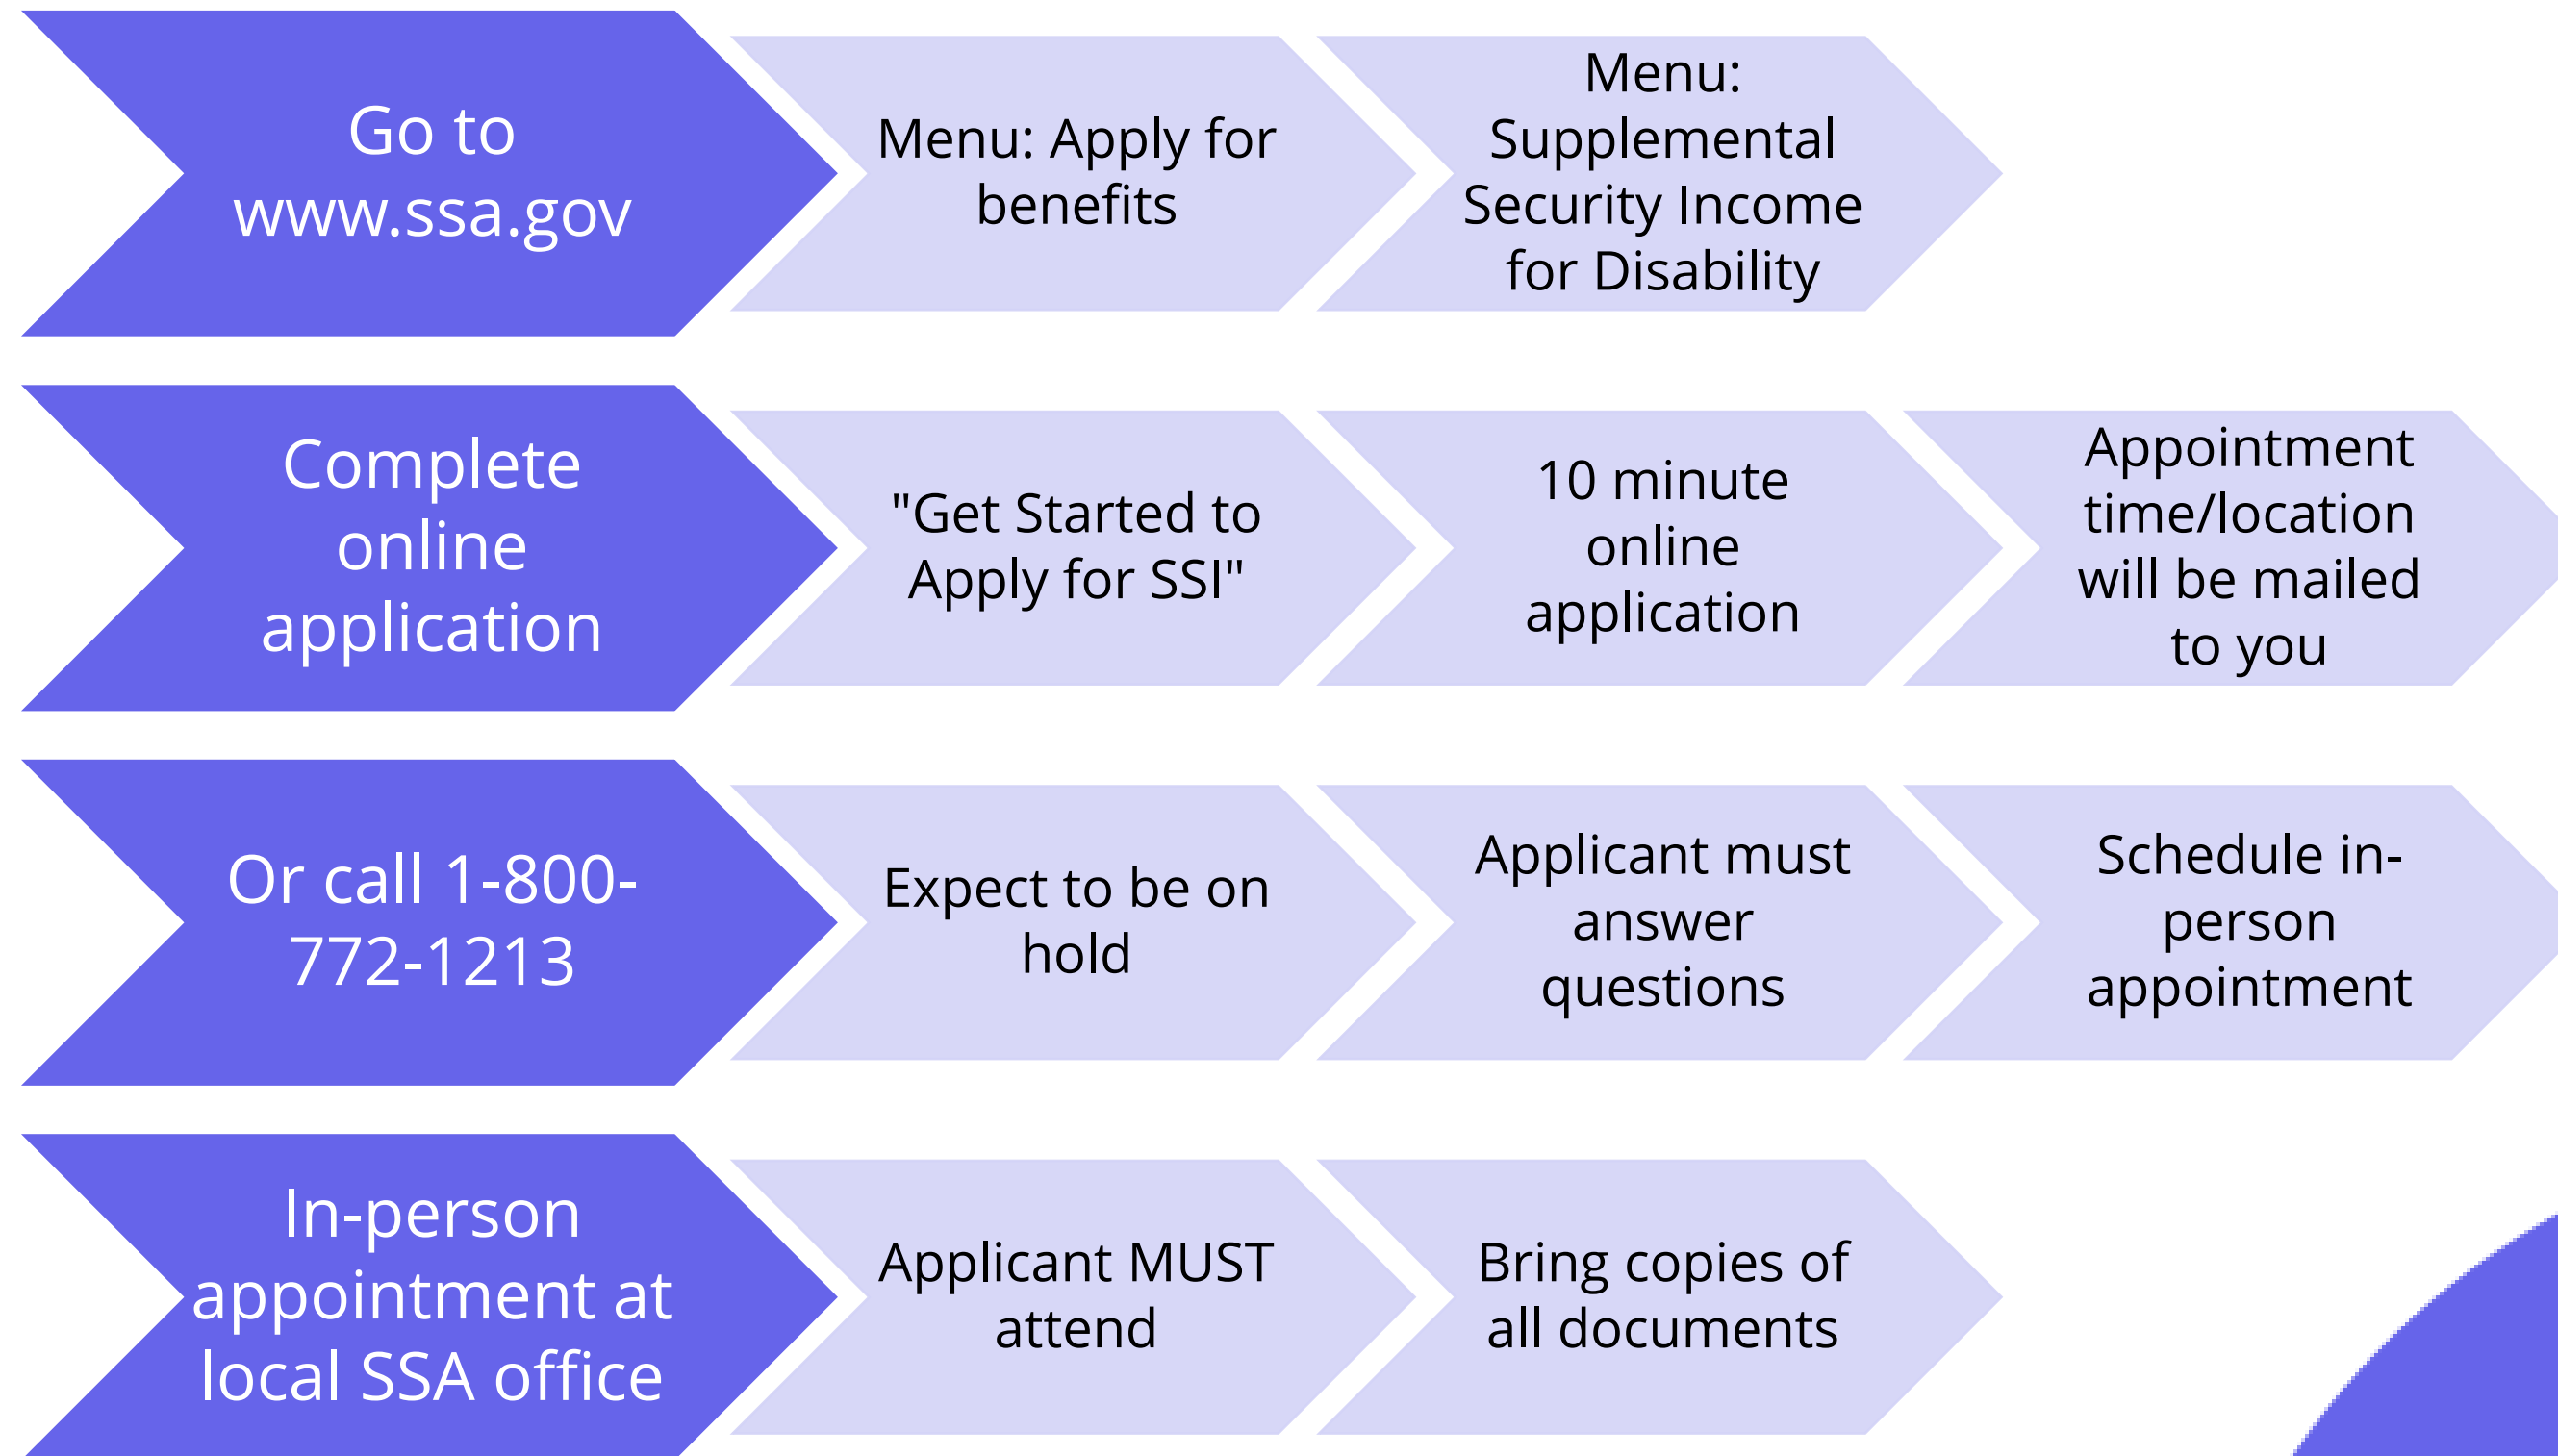 Go to
www.ssa.gov
Menu: Apply for
benefits
Menu:
Supplemental
Security Income
for Disability
Complete
online
application
"Get Started to
Apply for SSI"
10 minute
online
application
Appointment
time/location
will be mailed
to you
Or call 1-800-
772-1213
Expect to be on
hold
Applicant must
answer
questions
Schedule in-
person
appointment
In-person
appointment at
local SSA office
Applicant MUST
attend
Bring copies of
all documents